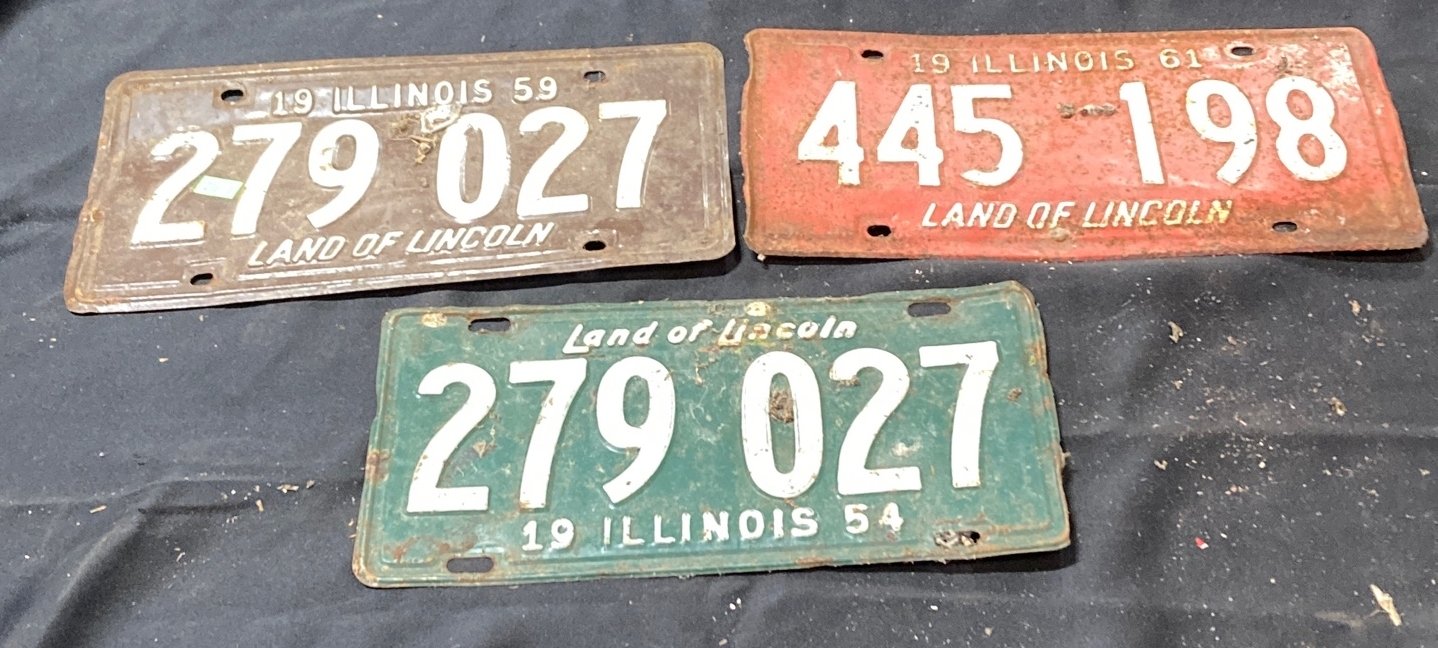 19 ILLINOIS 59
279 027
LAND OF LINCOLN
19 ILLINOIS 61
445 198
LAND OF LINCOLN
Land of Lincoln
279 027
19 ILLINOIS 54